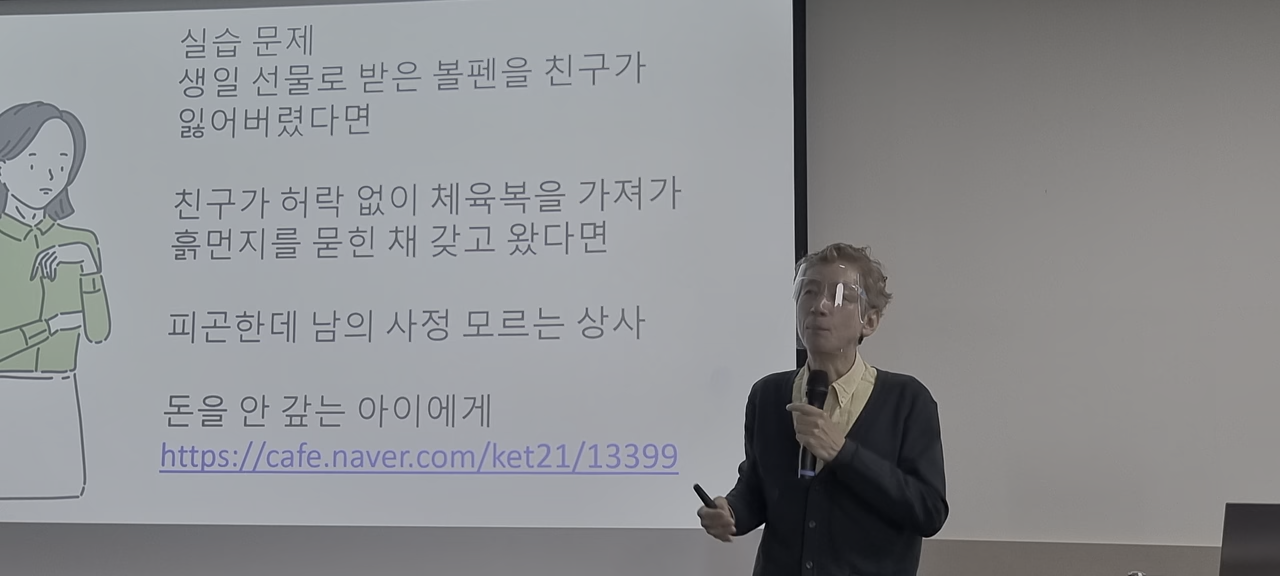 실습 문제
생일 선물로 받은 볼펜을 친구가
잃어버렸다면
친구가 허락 없이 체육복을 가져가
흙먼지를 묻힌 채 갖고 왔다면
피곤한데 남의 사정 모르는 상사
돈을 안 갚는 아이에게
https://cafe.naver.com/ket21/13399